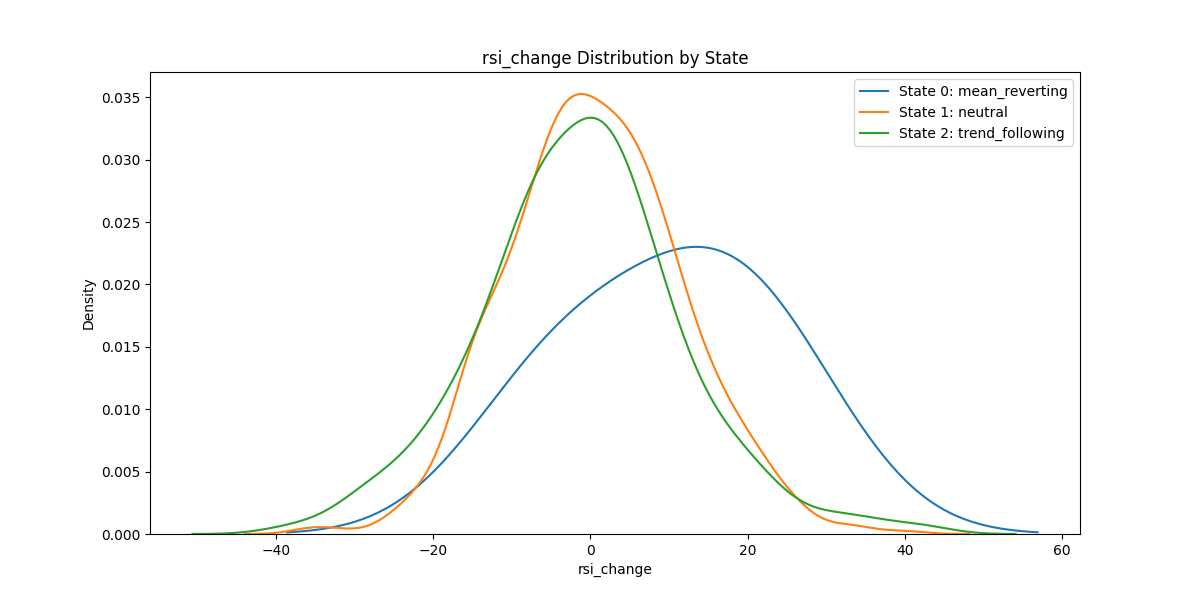 rsi_change Distribution by State
State 0: mean_reverting
State 1: neutral
State 2: trend_following
0.035
0.030
0.025
0.020
0.015
0.010
0.005
0.000
Density
−40
−20
0
20
40
60
rsi_change